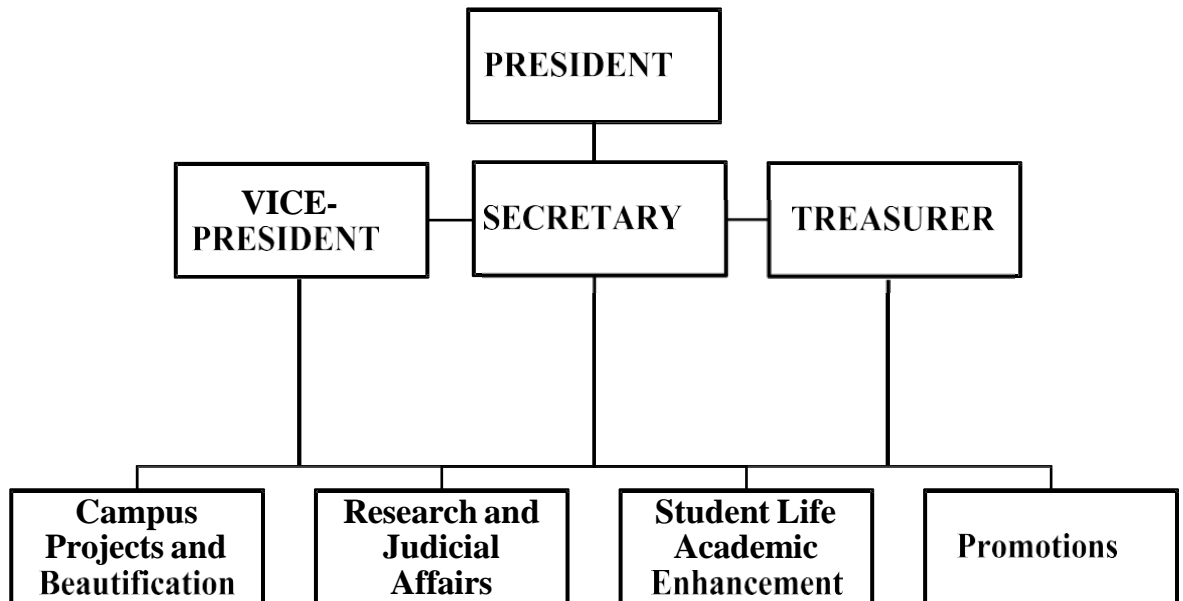 PRESIDENT
VICE-
PRESIDENT
SECRETARY
TREASURER
Campus
Projects and
Beautification
Research and
Judicial
Affairs
Student Life
Academic
Enhancement
Promotions